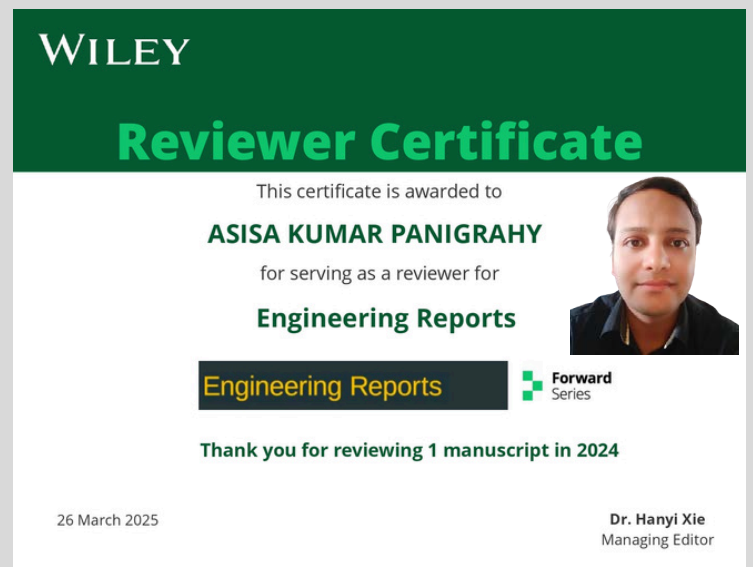 WILEY
Reviewer Certificate
This certificate is awarded to
ASISA KUMAR PANIGRAHY
for serving as a reviewer for
Engineering Reports
Engineering Reports
Forward
Series
Thank you for reviewing 1 manuscript in 2024
26 March 2025
Dr. Hanyi Xie
Managing Editor